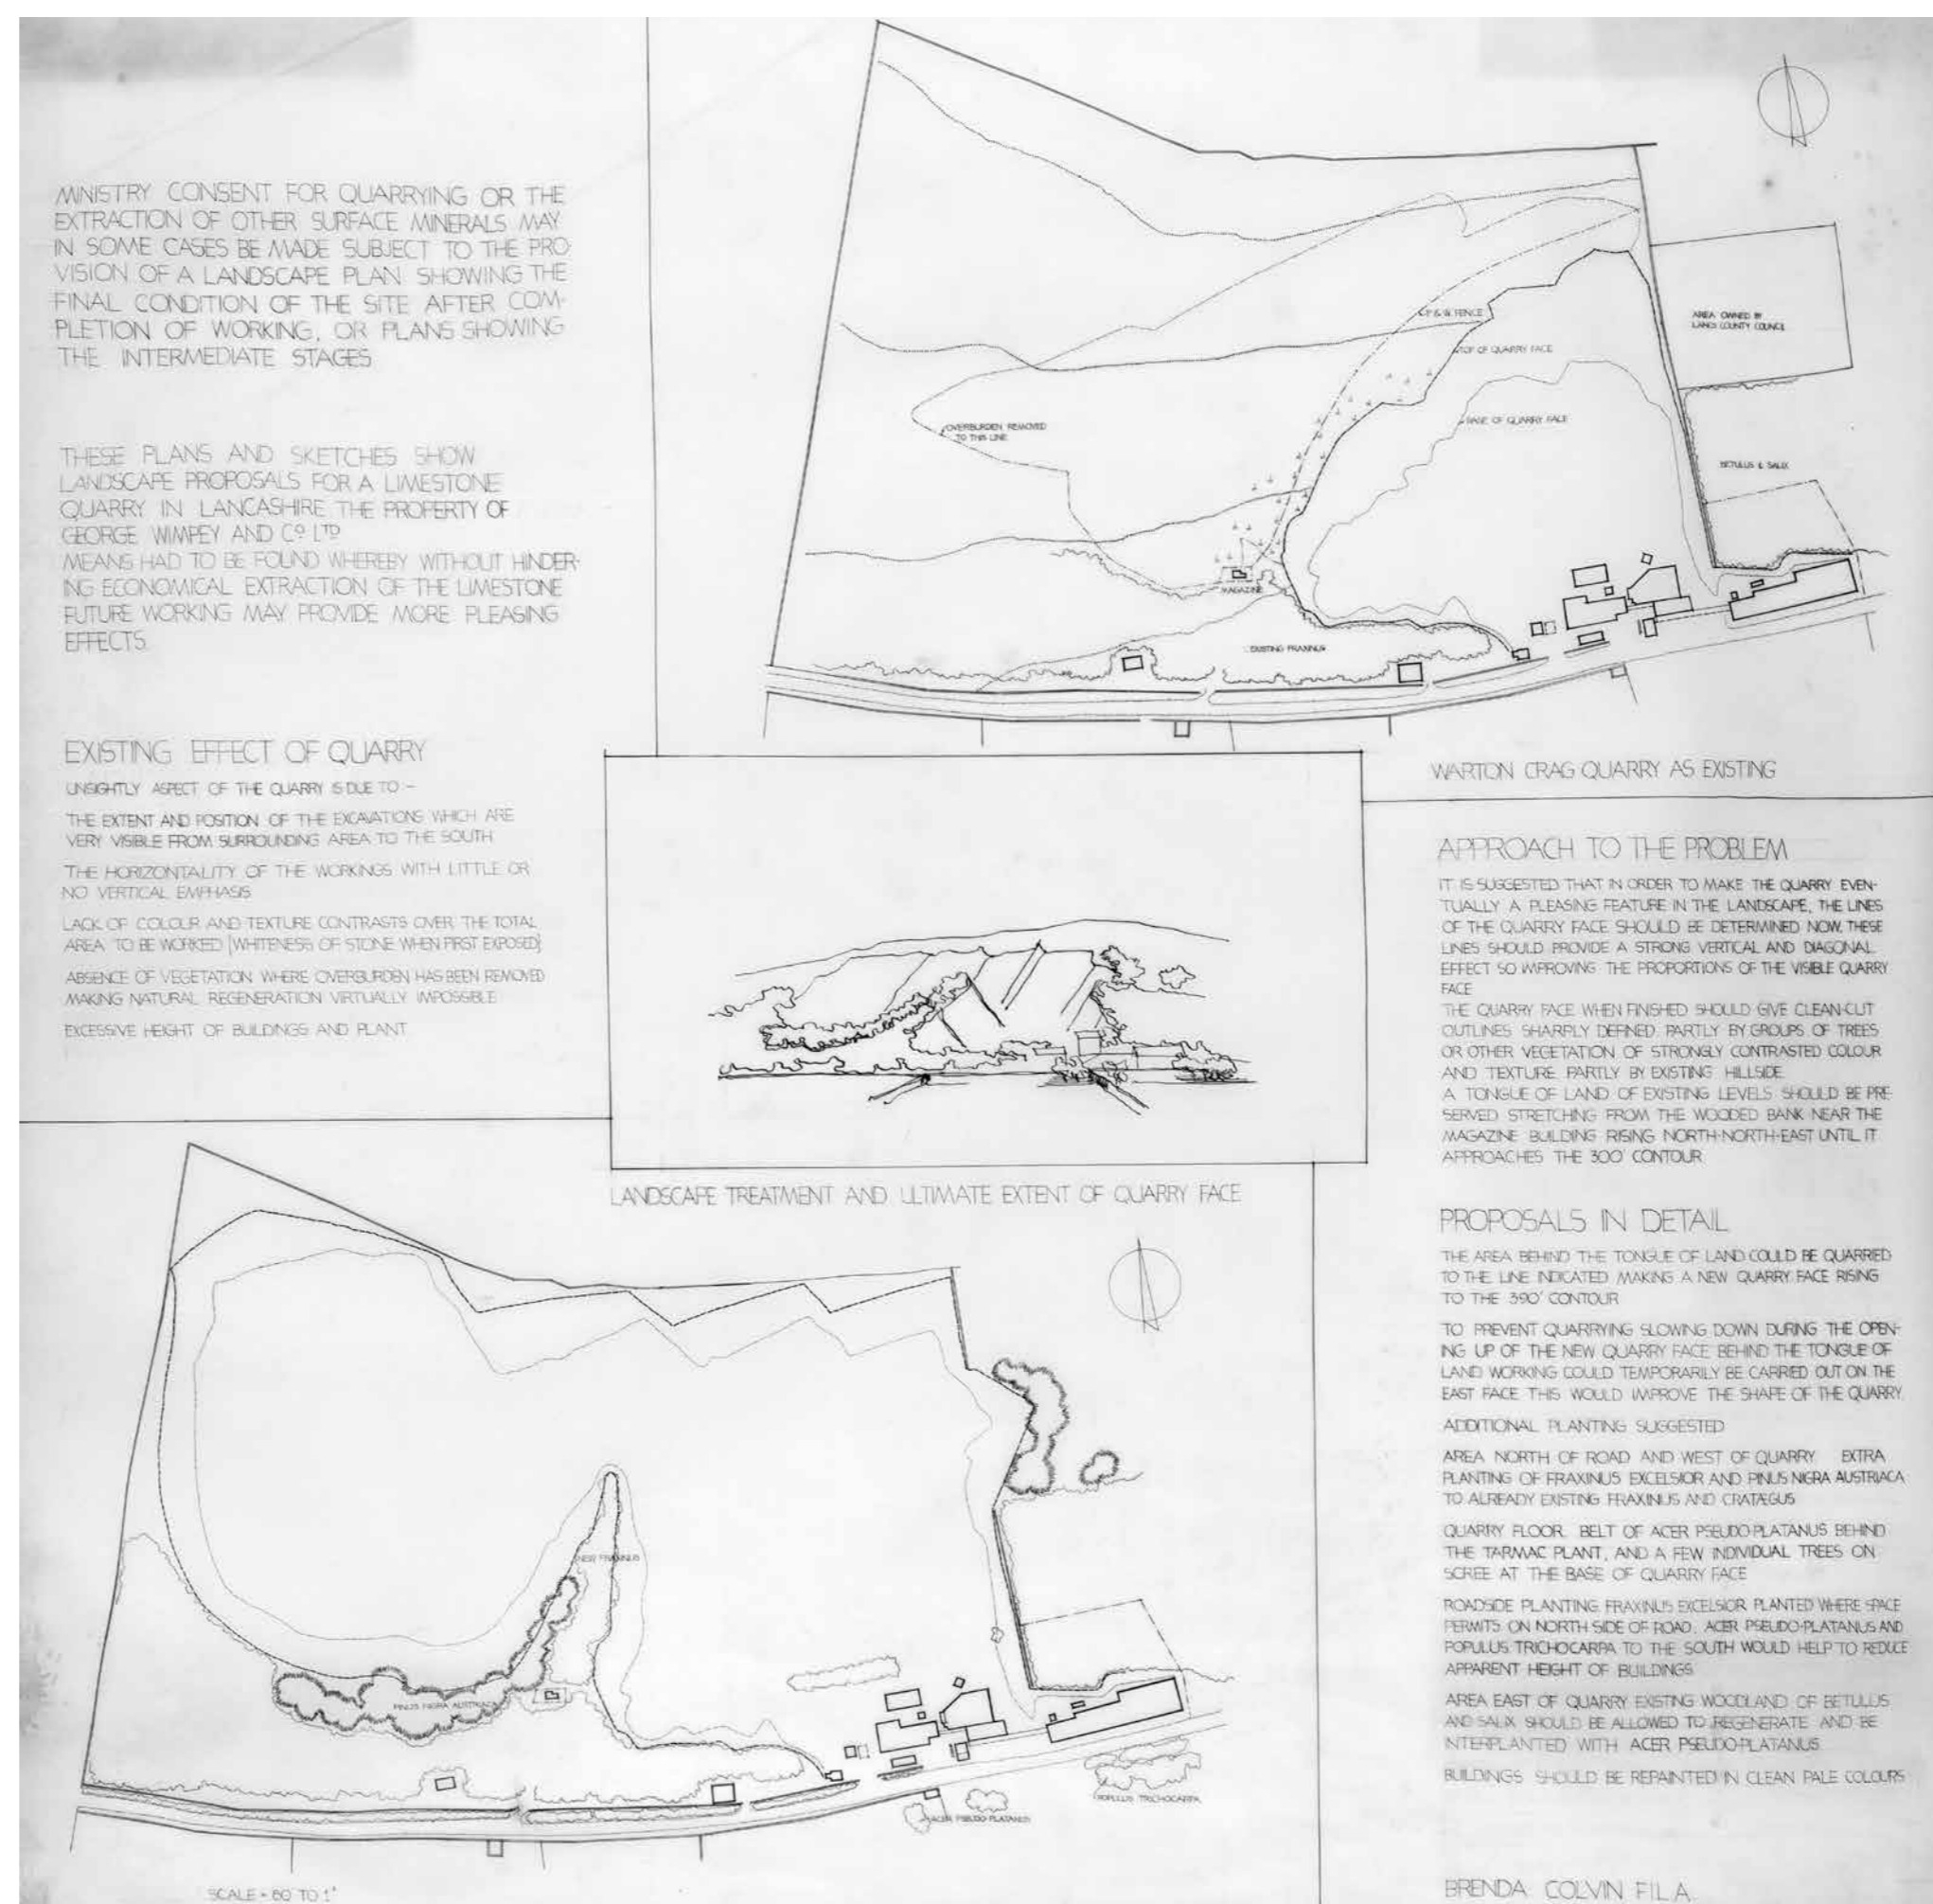 MINISTRY CONSENT FOR QUARRYING OR THE
EXTRACTION OF OTHER SURFACE MINERALS MAY
IN SOME CASES BE MADE SUBJECT TO THE PRO
VISION OF A LANDSCAPE PLAN SHOWING THE
FINAL CONDITION OF THE SITE AFTER COM-
PLETION OF WORKING, OR PLANS SHOWING
THE INTERMEDIATE STAGES
THESE PLANS AND SKETCHES SHOW
LANDSCAPE PROPOSALS FOR A LIMESTONE
QUARRY IN LANCASHIRE THE PROPERTY OF
GEORGE WIMPEY AND Cº LTD
MEANS HAD TO BE FOUND WHEREBY WITHOUT HINDER-
ING ECONOMICAL EXTRACTION OF THE LIMESTONE
FUTURE WORKING MAY PROVIDE MORE PLEASING
EFFECTS.
EXISTING EFFECT OF QUARRY
UNSIGHTLY ASPECT OF THE QUARRY IS DUE TO -
THE EXTENT AND POSITION OF THE EXCAVATIONS WHICH ARE
VERY VISIBLE FROM SURROUNDING AREA TO THE SOUTH
THE HORIZONTALITY OF THE WORKINGS WITH LITTLE OR
NO VERTICAL EMPHASIS
LACK OF COLOUR AND TEXTURE CONTRASTS OVER THE TOTAL
AREA TO BE WORKED [WHITENESS OF STONE WHEN FIRST EXPOSED]
ABSENCE OF VEGETATION WHERE OVERBURDEN HAS BEEN REMOVED
MAKING NATURAL REGENERATION VIRTUALLY IMPOSSIBLE
EXCESSIVE HEIGHT OF BUILDINGS AND PLANT
P & W FENCE
TOP OF QUARRY FACE
BASE OF QUARRY FACE
OVERBURDEN REMOVED
TO THIS LINE
MAGAZINE
EXISTING FRAXINUS
AREA OWNED BY
LANCS COUNTY COUNCIL
BETULUS & SALIX
WARTON CRAG QUARRY AS EXISTING
LANDSCAPE TREATMENT AND ULTIMATE EXTENT OF QUARRY FACE
NEW FRAXINUS
PINUS NIGRA AUSTRIACA
ACER PSEUDO-PLATANUS
POPULUS TRICHOCARPA
SCALE - 80' TO 1"
APPROACH TO THE PROBLEM
IT IS SUGGESTED THAT IN ORDER TO MAKE THE QUARRY EVEN-
TUALLY A PLEASING FEATURE IN THE LANDSCAPE, THE LINES
OF THE QUARRY FACE SHOULD BE DETERMINED NOW. THESE
LINES SHOULD PROVIDE A STRONG VERTICAL AND DIAGONAL
EFFECT SO IMPROVING THE PROPORTIONS OF THE VISIBLE QUARRY
FACE
THE QUARRY FACE WHEN FINISHED SHOULD GIVE CLEAN-CUT
OUTLINES SHARPLY DEFINED PARTLY BY GROUPS OF TREES
OR OTHER VEGETATION OF STRONGLY CONTRASTED COLOUR
AND TEXTURE PARTLY BY EXISTING HILLSIDE
A TONGUE OF LAND OF EXISTING LEVELS SHOULD BE PRE
SERVED STRETCHING FROM THE WOODED BANK NEAR THE
MAGAZINE BUILDING RISING NORTH-NORTH-EAST UNTIL IT
APPROACHES THE 300' CONTOUR
PROPOSALS IN DETAIL
THE AREA BEHIND THE TONGUE OF LAND COULD BE QUARRIED
TO THE LINE INDICATED MAKING A NEW QUARRY FACE RISING
TO THE 390' CONTOUR
TO PREVENT QUARRYING SLOWING DOWN DURING THE OPEN-
ING UP OF THE NEW QUARRY FACE BEHIND THE TONGUE OF
LAND WORKING COULD TEMPORARILY BE CARRIED OUT ON THE
EAST FACE THIS WOULD IMPROVE THE SHAPE OF THE QUARRY
ADDITIONAL PLANTING SUGGESTED
AREA NORTH OF ROAD AND WEST OF QUARRY EXTRA
PLANTING OF FRAXINUS EXCELSIOR AND PINUS NIGRA AUSTRIACA
TO ALREADY EXISTING FRAXINUS AND CRATÆGUS
QUARRY FLOOR BELT OF ACER PSEUDO-PLATANUS BEHIND
THE TARMAC PLANT, AND A FEW INDIVIDUAL TREES ON
SCREE AT THE BASE OF QUARRY FACE
ROADSIDE PLANTING FRAXINUS EXCELSIOR PLANTED WHERE SPACE
PERMITS ON NORTH SIDE OF ROAD, ACER PSEUDO-PLATANUS AND
POPULUS TRICHOCARPA TO THE SOUTH WOULD HELP TO REDUCE
APPARENT HEIGHT OF BUILDINGS
AREA EAST OF QUARRY EXISTING WOODLAND OF BETULUS
AND SALIX SHOULD BE ALLOWED TO REGENERATE AND BE
INTERPLANTED WITH ACER PSEUDO-PLATANUS
BUILDINGS SHOULD BE REPAINTED IN CLEAN PALE COLOURS
BRENDA COLVIN F.I.L.A.